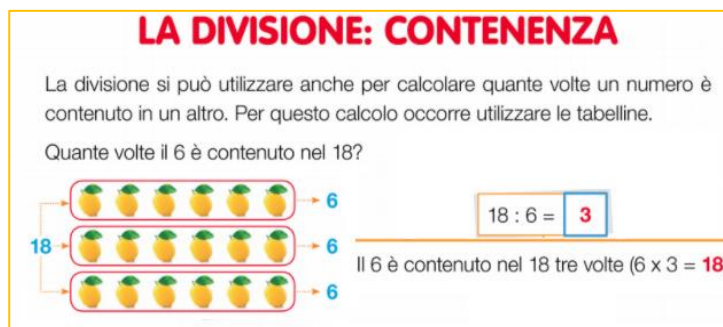 LA DIVISIONE: CONTENENZA
La divisione si può utilizzare anche per calcolare quante volte un numero è
contenuto in un altro. Per questo calcolo occorre utilizzare le tabelline.
Quante volte il 6 è contenuto nel 18?
6
18
6
6
18 : 6 = 3
Il 6 è contenuto nel 18 tre volte (6 x 3 = 18